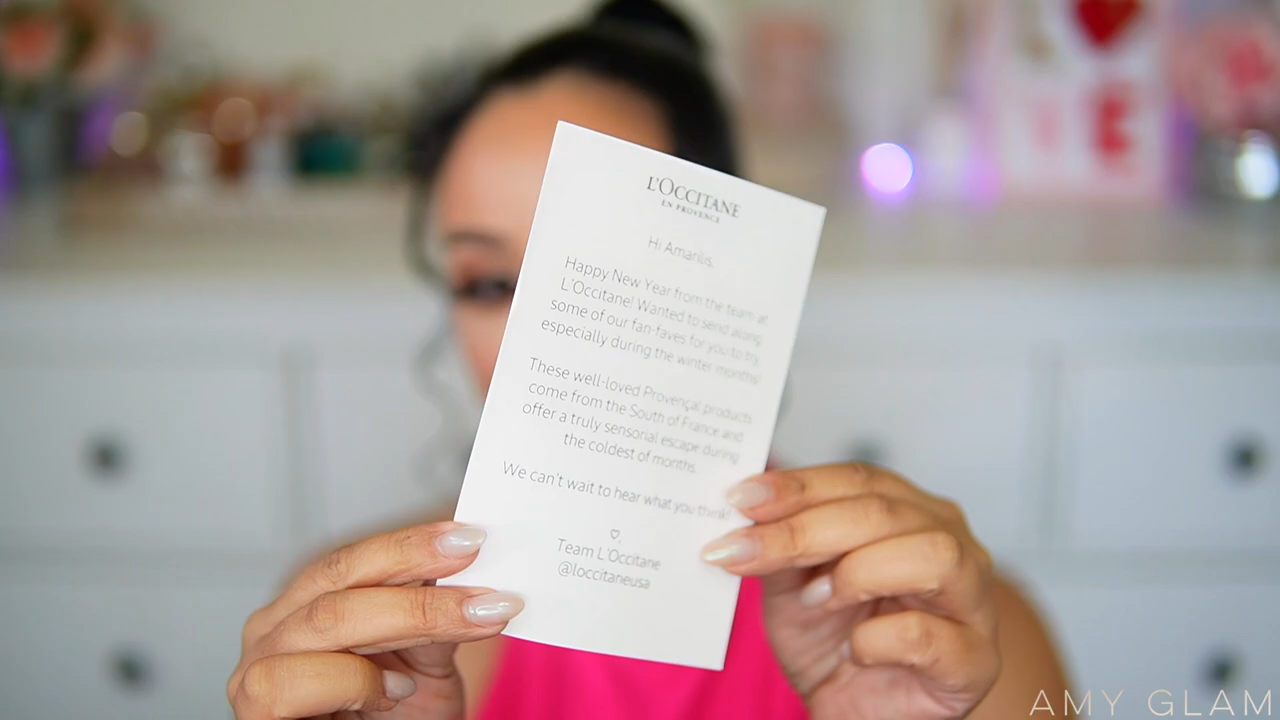 L'OCCITANE
EN PROVENCE
Hi Amarilis,
Happy New Year from the team at
L'Occitane! Wanted to send along
some of our fan-faves for you to try,
especially during the winter months!
These well-loved Provençal products
come from the South of France and
offer a truly sensorial escape during
the coldest of months.
We can't wait to hear what you think!
♡,
Team L'Occitane
@loccitaneusa
E
AMY GLAM